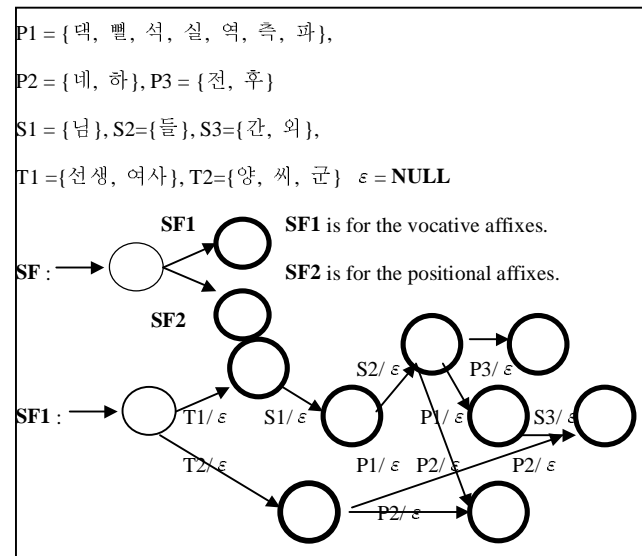 P1 = {댁, 뻘, 석, 실, 역, 측, 파},
P2 = {네, 하}, P3 = {전, 후}
S1 = {님}, S2={들}, S3={간, 외},
T1 ={선생, 여사}, T2={양, 씨, 군} ε = NULL
SF1 SF1 is for the vocative affixes.
SF :
SF2 is for the positional affixes.
SF2
S2/ ε P3/ ε
SF1 : T1/ ε S1/ ε P1/ ε S3/ ε
T2/ ε P1/ ε P2/ ε P2/ ε
P2/ ε